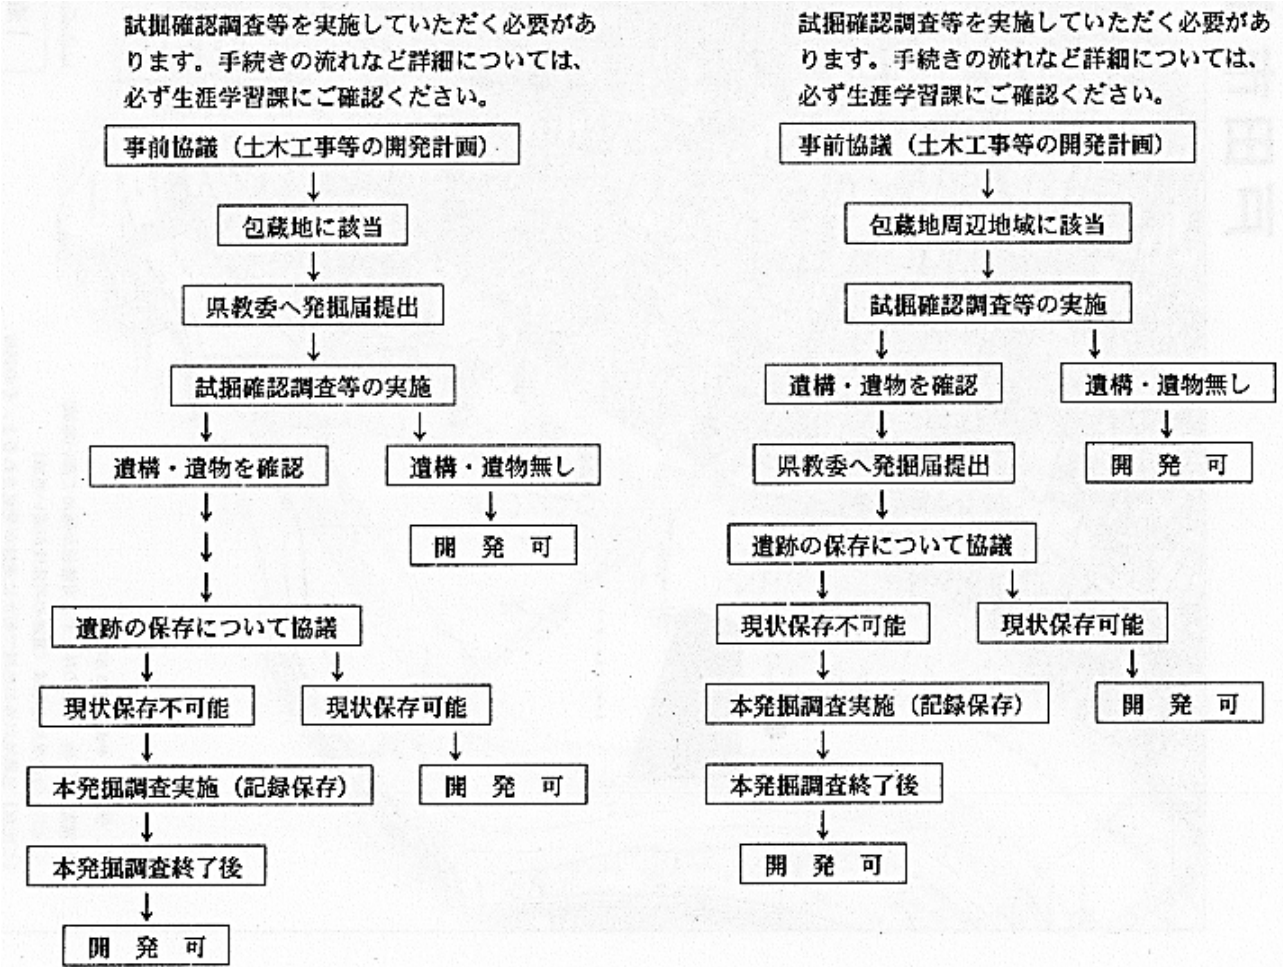 試掘確認調査等を実施していただく必要があ
ります。手続きの流れなど詳細については、
必ず生涯学習課にご確認ください。
事前協議（土木工事等の開発計画）
↓
包蔵地に該当
↓
県教委へ発掘届提出
↓
試掘確認調査等の実施
↓ ↓
遺構・遺物を確認 遺構・遺物無し
↓ ↓
↓ 開 発 可
↓
遺跡の保存について協議
↓ ↓
現状保存不可能 現状保存可能
↓ ↓
本発掘調査実施（記録保存） 開 発 可
↓
本発掘調査終了後
↓
開 発 可
試掘確認調査等を実施していただく必要があ
ります。手続きの流れなど詳細については、
必ず生涯学習課にご確認ください。
事前協議（土木工事等の開発計画）
↓
包蔵地周辺地域に該当
↓
試掘確認調査等の実施
↓ ↓
遺構・遺物を確認 遺構・遺物無し
↓ ↓
県教委へ発掘届提出 開 発 可
↓
遺跡の保存について協議
↓ ↓
現状保存不可能 現状保存可能
↓ ↓
本発掘調査実施（記録保存） 開 発 可
↓
本発掘調査終了後
↓
開 発 可